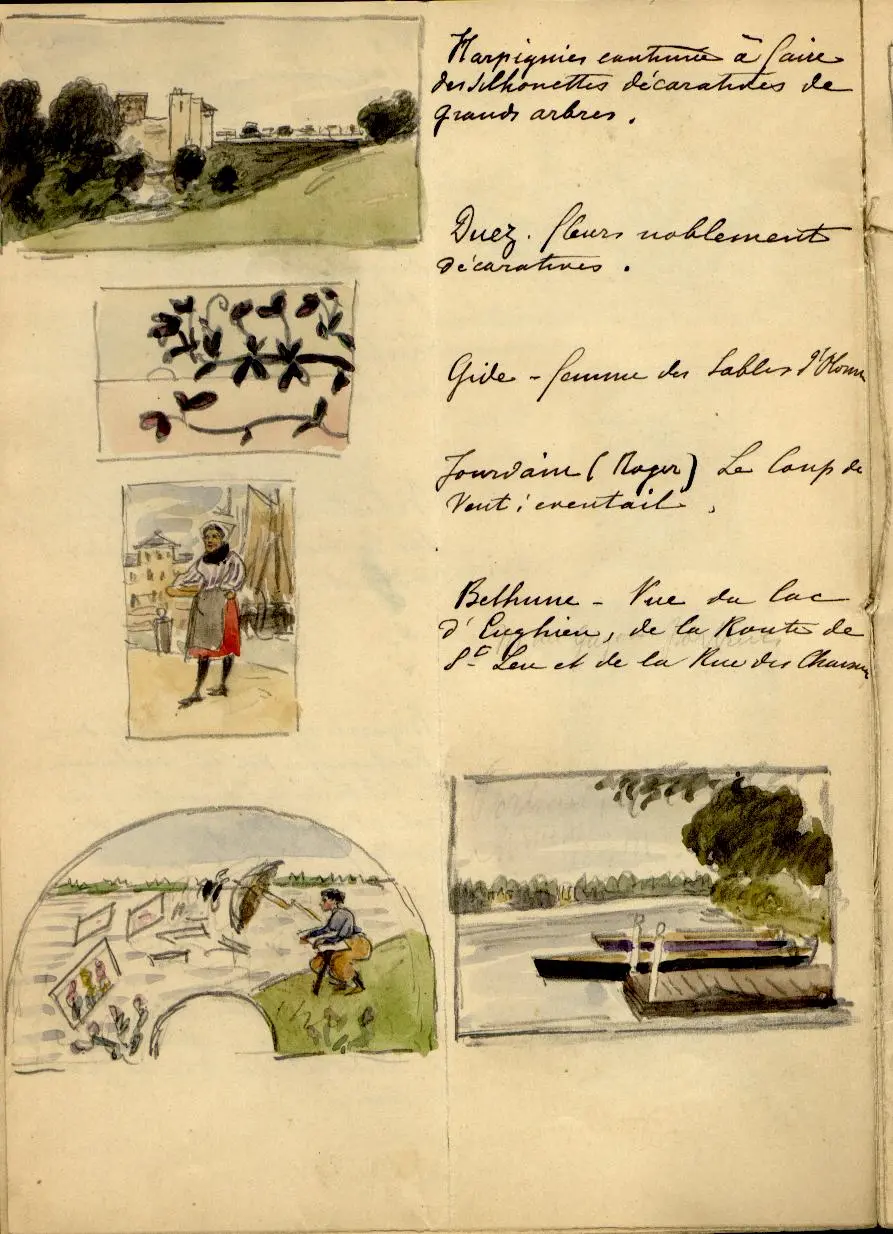 Harpignies continue à faire
des silhouettes décoratives de
grands arbres.
Duez. fleurs noblement
décoratives.
Gide - femme des Sables d'Olonne
Jourdain (Roger) Le Coup de
Vent: eventail.
Bethune - Vue du lac
d'Enghien, de la Route de
St Leu et de la Rue des